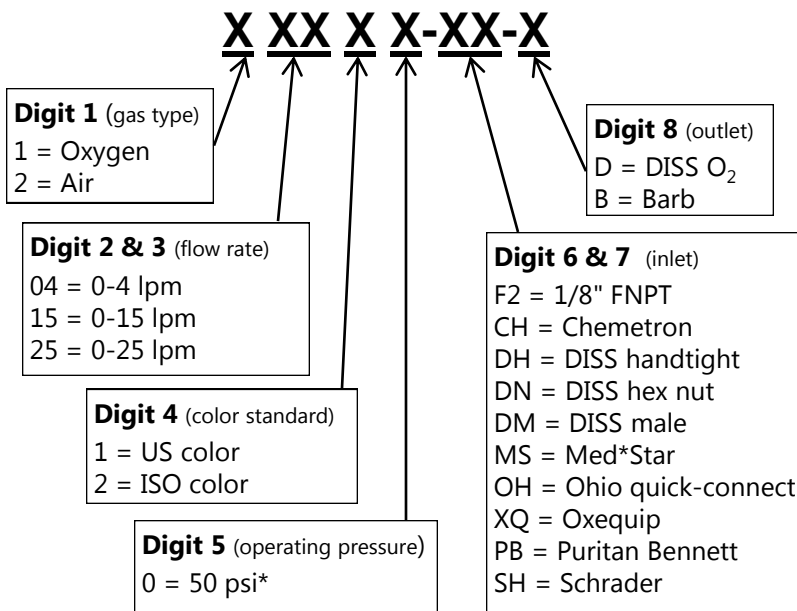 X XX X X-XX-X
Digit 1 (gas type)
1 = Oxygen
2 = Air
Digit 2 & 3 (flow rate)
04 = 0-4 lpm
15 = 0-15 lpm
25 = 0-25 lpm
Digit 4 (color standard)
1 = US color
2 = ISO color
Digit 5 (operating pressure)
0 = 50 psi*
Digit 8 (outlet)
D = DISS O₂
B = Barb
Digit 6 & 7 (inlet)
F2 = 1/8" FNPT
CH = Chemetron
DH = DISS handtight
DN = DISS hex nut
DM = DISS male
MS = Med*Star
OH = Ohio quick-connect
XQ = Oxequip
PB = Puritan Bennett
SH = Schrader